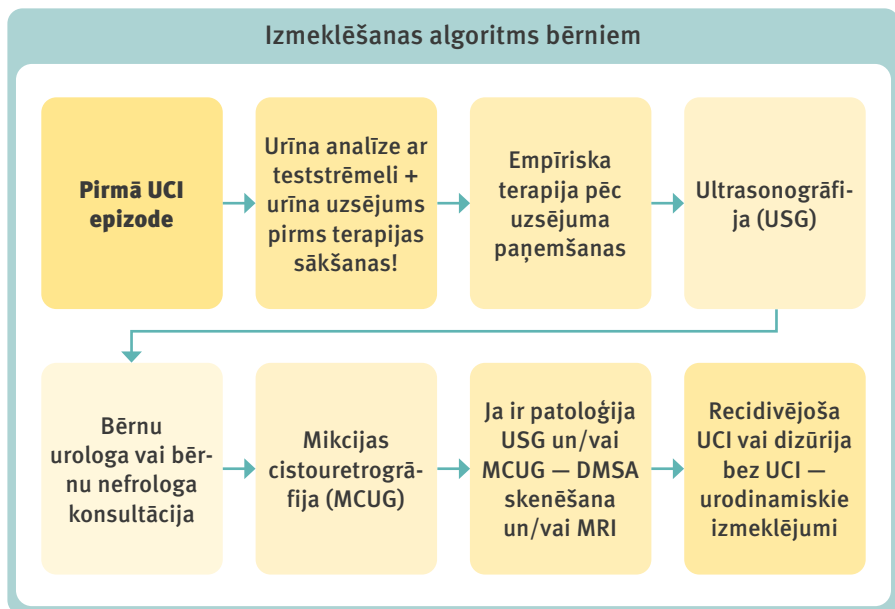 Izmeklēšanas algoritms bērniem
Pirmā UCI
epizode
Urīna analīze ar
teststrēmeli +
urīna uzsējums
pirms terapijas
sākšanas!
Empīriska
terapija pēc
uzsējuma
paņemšanas
Ultrasonogrāfi-
ja (USG)
Bērnu
urologa vai bēr-
nu nefrologa
konsultācija
Mikcijas
cistouretrogrā-
fija (MCUG)
Ja ir patoloģija
USG un/vai
MCUG — DMSA
skenēšana
un/vai MRI
Recidivējoša
UCI vai dizūrija
bez UCI —
urodinamiskie
izmeklējumi